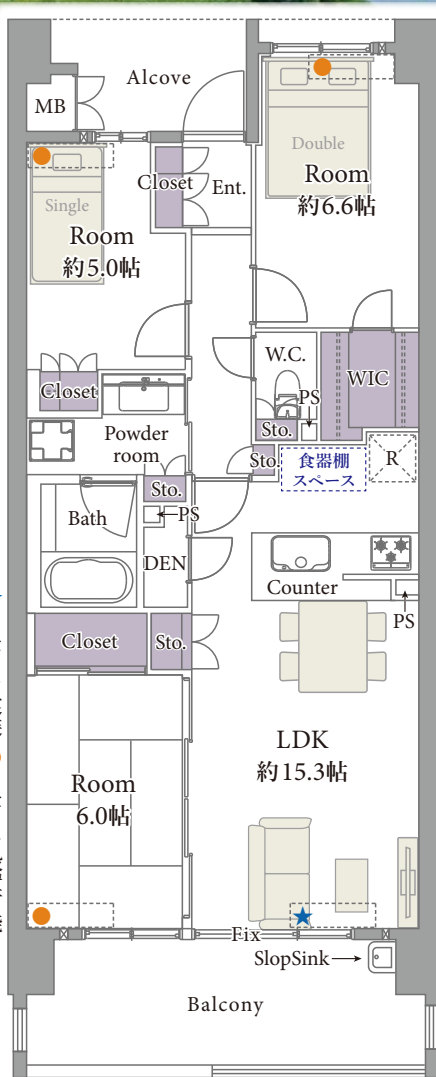 Alcove
MB
Double
Room
約6.6帖
Closet
Ent.
Single
Room
約5.0帖
W.C.
PS
WIC
Closet
Sto.
Powder
room
Sto.
食器棚
スペース
R
Sto.
PS
Bath
DEN
Counter
PS
Closet
Sto.
LDK
約15.3帖
Room
6.0帖
Fix
SlopSink
Balcony